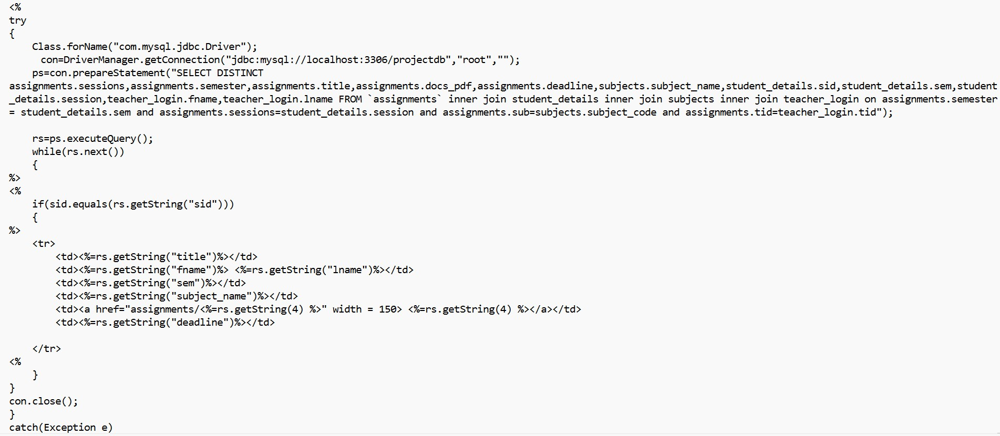 <%
try
{
    Class.forName("com.mysql.jdbc.Driver");
     con=DriverManager.getConnection("jdbc:mysql://localhost:3306/projectdb","root","");
    ps=con.prepareStatement("SELECT DISTINCT
assignments.sessions,assignments.semester,assignments.title,assignments.docs_pdf,assignments.deadline,subjects.subject_name,student_details.sid,student_details.sem,student
_details.session,teacher_login.fname,teacher_login.lname FROM `assignments` inner join student_details inner join subjects inner join teacher_login on assignments.semester
= student_details.sem and assignments.sessions=student_details.session and assignments.sub=subjects.subject_code and assignments.tid=teacher_login.tid");

    rs=ps.executeQuery();
    while(rs.next())
    {
%>
<%
    if(sid.equals(rs.getString("sid")))
    {
%>
    <tr>
        <td><%=rs.getString("title")%></td>
        <td><%=rs.getString("fname")%> <%=rs.getString("lname")%></td>
        <td><%=rs.getString("sem")%></td>
        <td><%=rs.getString("subject_name")%></td>
        <td><a href="assignments/<%=rs.getString(4) %>" width = 150> <%=rs.getString(4) %></a></td>
        <td><%=rs.getString("deadline")%></td>

    </tr>
<%
    }
}
con.close();
}
catch(Exception e)